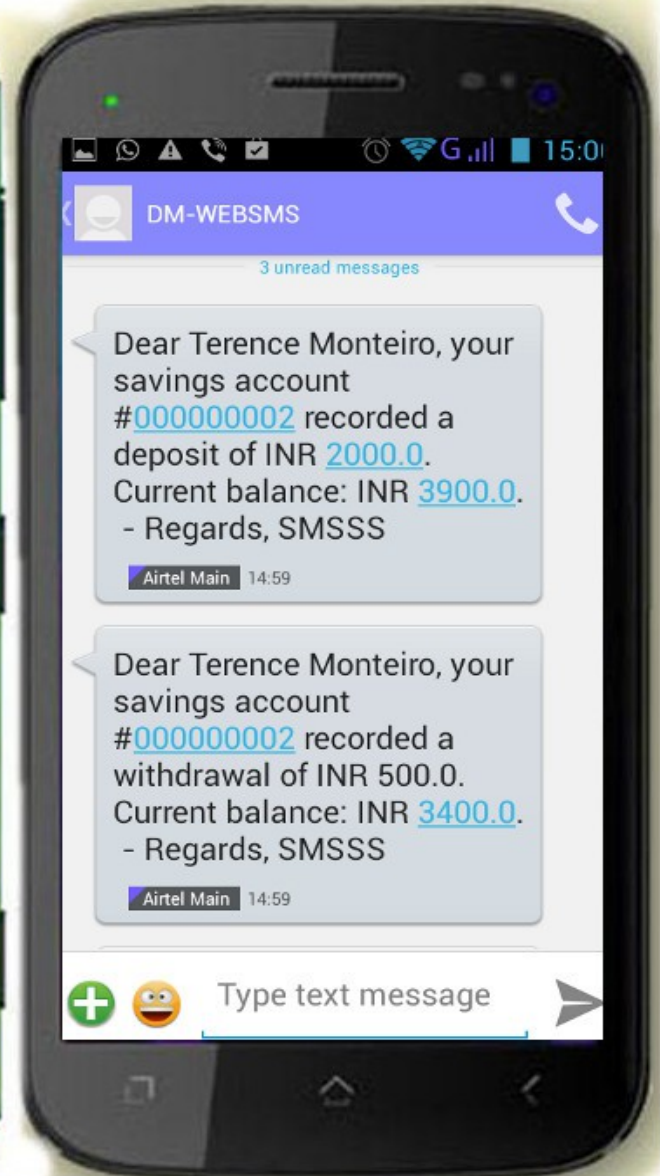 G 15:0
DM-WEBSMS
3 unread messages
Dear Terence Monteiro, your
savings account
#000000002 recorded a
deposit of INR 2000.0.
Current balance: INR 3900.0.
- Regards, SMSSS
Airtel Main 14:59
Dear Terence Monteiro, your
savings account
#000000002 recorded a
withdrawal of INR 500.0.
Current balance: INR 3400.0.
- Regards, SMSSS
Airtel Main 14:59
Type text message